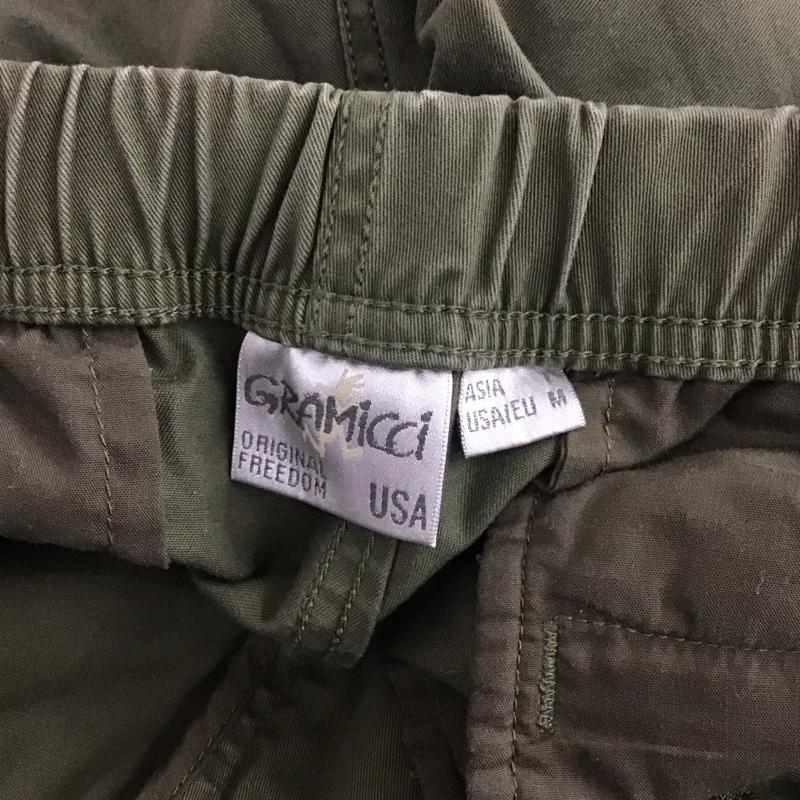 GRAMiCCi
ORIGINAL
FREEDOM
USA
ASIA
USA/EU M